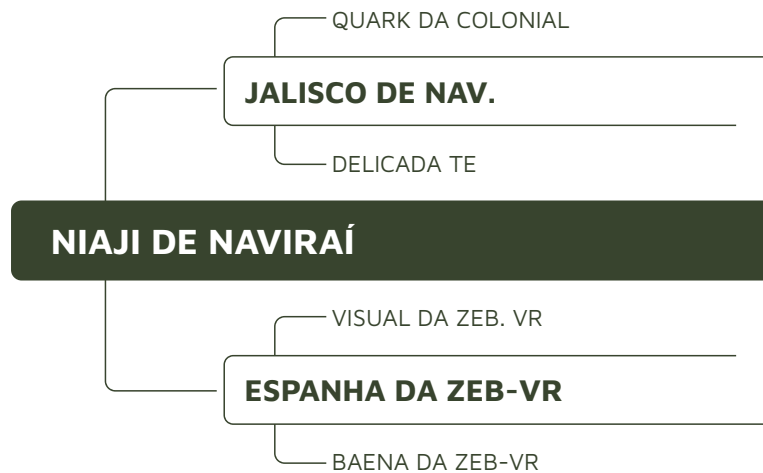 QUARK DA COLONIAL
JALISCO DE NAV.
DELICADA TE
NIAJI DE NAVIRAÍ
VISUAL DA ZEB. VR
ESPANHA DA ZEB-VR
BAENA DA ZEB-VR